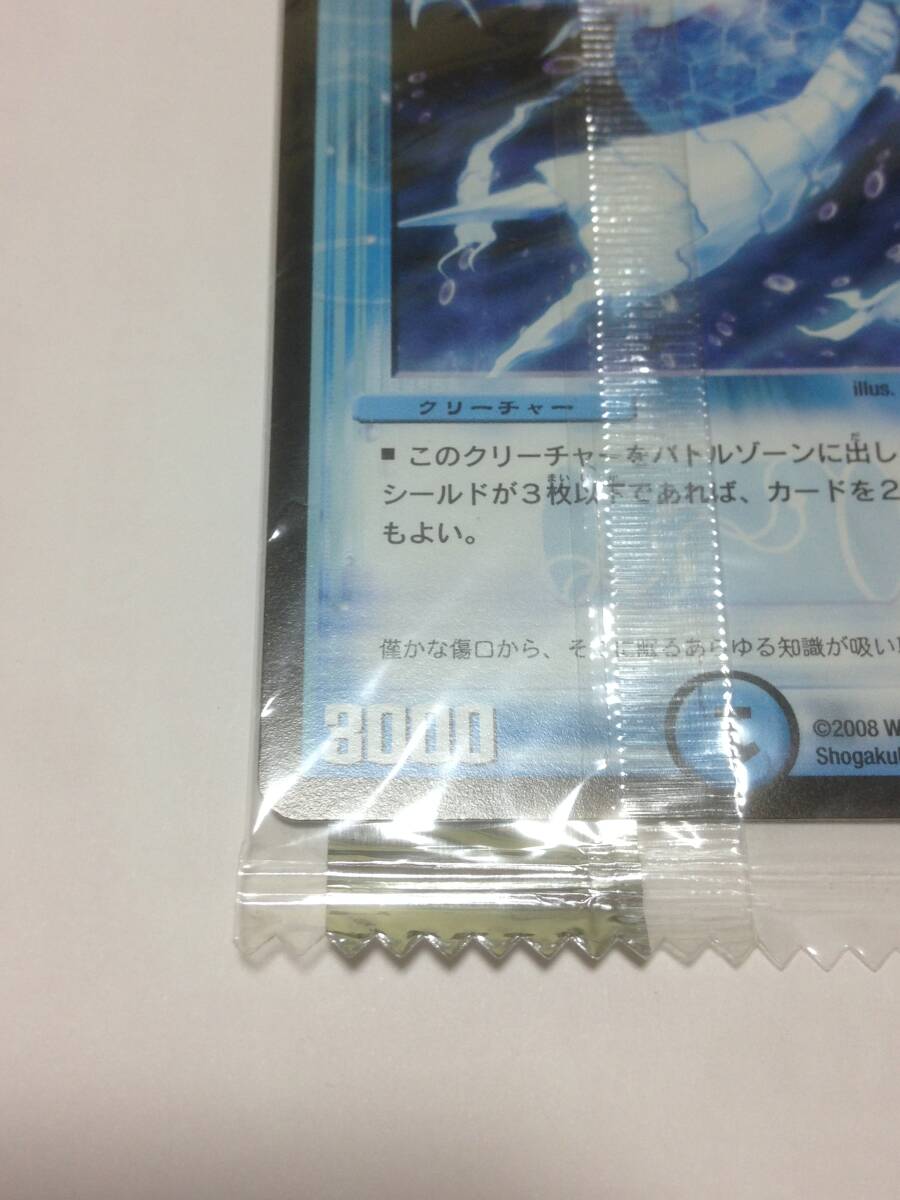 illus.
クリーチャー
■ このクリーチャーをバトルゾーンに出し
シールドが3枚以下であれば、カードを2
もよい。
僅かな傷口から、そこに眠るあらゆる知識が吸い
3000
©2008 W
Shogaku